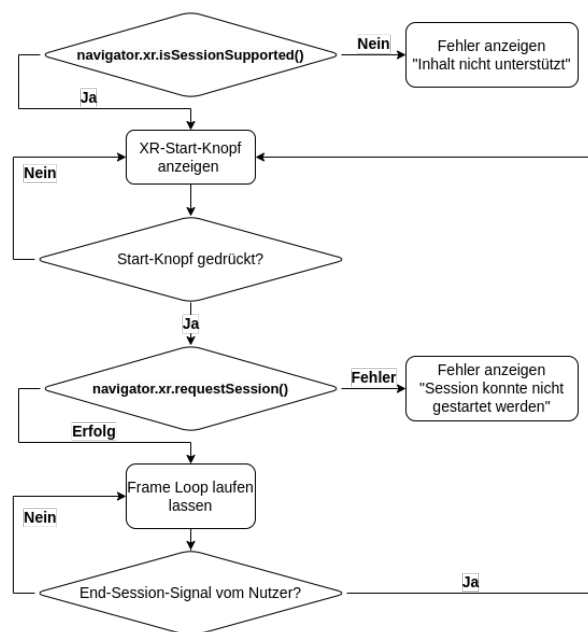 navigator.xr.isSessionSupported()
Nein
Fehler anzeigen
"Inhalt nicht unterstützt"
Ja
XR-Start-Knopf
anzeigen
Nein
Start-Knopf gedrückt?
Ja
navigator.xr.requestSession()
Fehler
Fehler anzeigen
"Session konnte nicht
gestartet werden"
Erfolg
Frame Loop laufen
lassen
Nein
End-Session-Signal vom Nutzer?
Ja